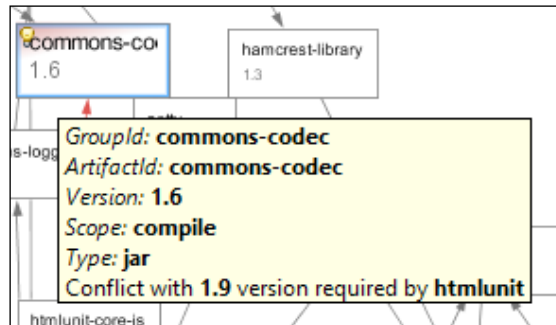 commons-co
1.6
hamcrest-library
1.3
s-logg
GroupId: commons-codec
ArtifactId: commons-codec
Version: 1.6
Scope: compile
Type: jar
Conflict with 1.9 version required by htmlunit
htmlunit-core-js